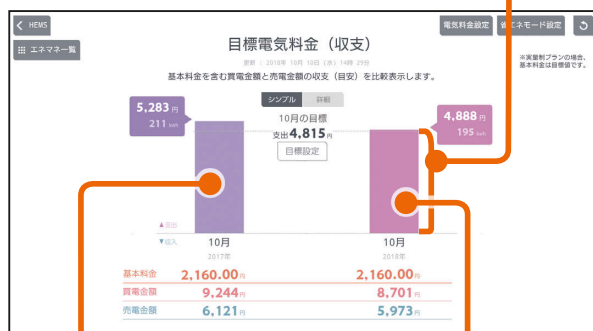 HEMS
電気料金設定
省エネモード設定
エネマネ一覧
目標電気料金（収支）
更新 | 2018年 10月 10日 (水) 14時 29分
※実量制プランの場合、
基本料金は目標値です。
基本料金を含む買電金額と売電金額の収支（目安）を比較表示します。
シンプル 詳細
5,283 円
211 kWh
10月の目標
支出4,815円
目標設定
4,888 円
195 kWh
▲支出
▼収入
10月
2017年
10月
2018年
基本料金 2,160.00円 2,160.00円
買電金額 9,244円 8,701円
売電金額 6,121円 5,973円